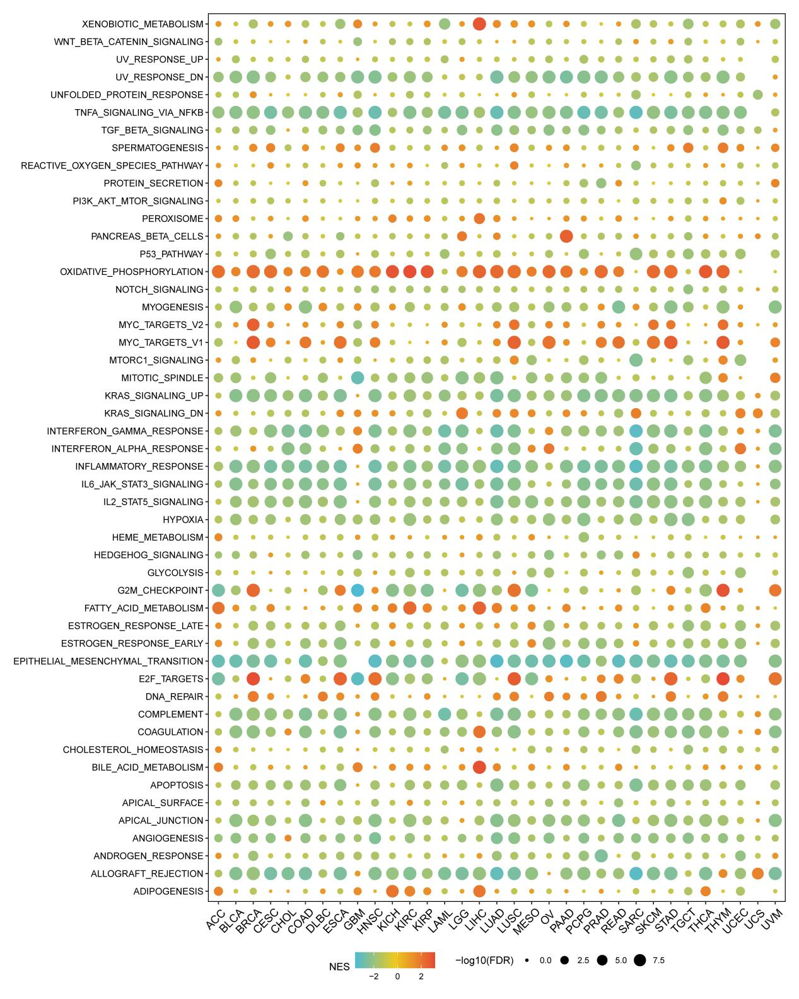 XENOBIOTIC_METABOLISM
WNT_BETA_CATENIN_SIGNALING
UV_RESPONSE_UP
UV_RESPONSE_DN
UNFOLDED_PROTEIN_RESPONSE
TNFA_SIGNALING_VIA_NFKB
TGF_BETA_SIGNALING
SPERMATOGENESIS
REACTIVE_OXYGEN_SPECIES_PATHWAY
PROTEIN_SECRETION
PI3K_AKT_MTOR_SIGNALING
PEROXISOME
PANCREAS_BETA_CELLS
P53_PATHWAY
OXIDATIVE_PHOSPHORYLATION
NOTCH_SIGNALING
MYOGENESIS
MYC_TARGETS_V2
MYC_TARGETS_V1
MTORC1_SIGNALING
MITOTIC_SPINDLE
KRAS_SIGNALING_UP
KRAS_SIGNALING_DN
INTERFERON_GAMMA_RESPONSE
INTERFERON_ALPHA_RESPONSE
INFLAMMATORY_RESPONSE
IL6_JAK_STAT3_SIGNALING
IL2_STAT5_SIGNALING
HYPOXIA
HEME_METABOLISM
HEDGEHOG_SIGNALING
GLYCOLYSIS
G2M_CHECKPOINT
FATTY_ACID_METABOLISM
ESTROGEN_RESPONSE_LATE
ESTROGEN_RESPONSE_EARLY
EPITHELIAL_MESENCHYMAL_TRANSITION
E2F_TARGETS
DNA_REPAIR
COMPLEMENT
COAGULATION
CHOLESTEROL_HOMEOSTASIS
BILE_ACID_METABOLISM
APOPTOSIS
APICAL_SURFACE
APICAL_JUNCTION
ANGIOGENESIS
ANDROGEN_RESPONSE
ALLOGRAFT_REJECTION
ADIPOGENESIS
ACC BLCA BRCA CESC CHOL COAD DLBC ESCA GBM HNSC KICH KIRC KIRP LAML LGG LIHC LUAD LUSC MESO OV PAAD PCPG PRAD READ SARC SKCM STAD TGCT THCA THYM UCEC UCS UVM
NES −2 0 2
−log10(FDR) 0.0 2.5 5.0 7.5